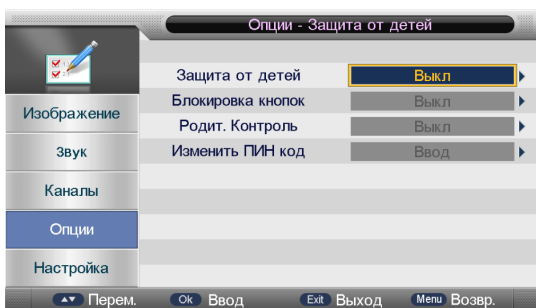 Опции - Защита от детей
Защита от детей Выкл
Блокировка кнопок Выкл
Родит. Контроль Выкл
Изменить ПИН код Ввод
Изображение
Звук
Каналы
Опции
Настройка
Перем. Ok Ввод Exit Выход Menu Возвр.